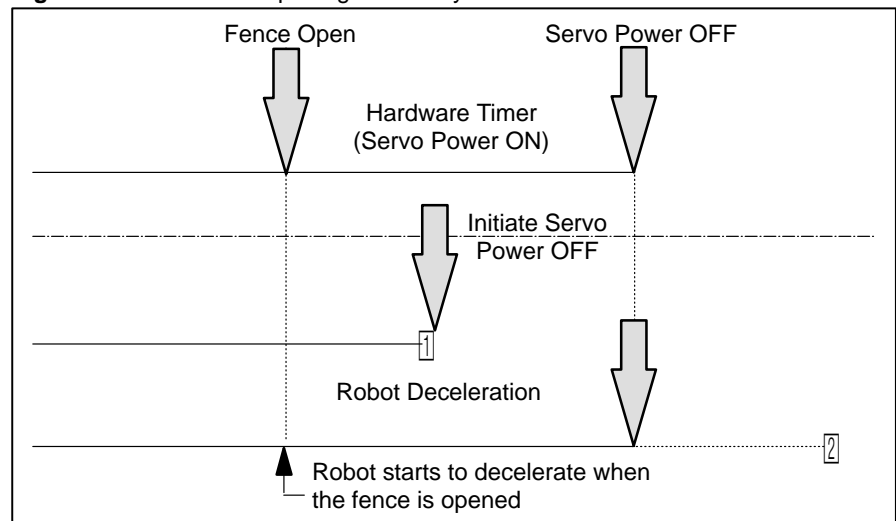 Fence Open
Servo Power OFF
Hardware Timer
(Servo Power ON)
Initiate Servo
Power OFF
1
Robot Deceleration
2
Robot starts to decelerate when
the fence is opened